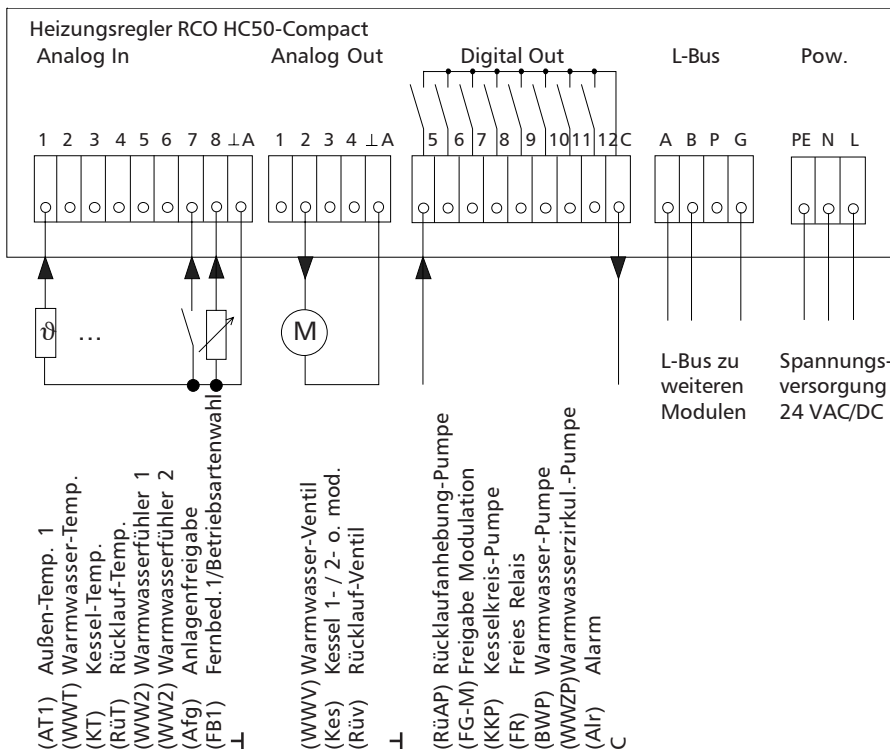 Heizungsregler RCO HC50-Compact
Analog In Analog Out Digital Out L-Bus Pow.
1 2 3 4 5 6 7 8 ⊥ A 1 2 3 4 ⊥ A 5 6 7 8 9 10 11 12 C A B P G PE N L
ϑ ... M
L-Bus zu
weiteren
Modulen
Spannungs-
versorgung
24 VAC/DC
(AT1) Außen-Temp. 1
(WWT) Warmwasser-Temp.
(KT) Kessel-Temp.
(RüT) Rücklauf-Temp.
(WW2) Warmwasserfühler 1
(WW2) Warmwasserfühler 2
(Afg) Anlagenfreigabe
(FB1) Fernbed.1/Betriebsartenwahl
⊥
(WWV) Warmwasser-Ventil
(Kes) Kessel 1- / 2- o. mod.
(Rüv) Rücklauf-Ventil
⊥
(RüAP) Rücklaufanhebung-Pumpe
(FG-M) Freigabe Modulation
(KKP) Kesselkreis-Pumpe
(FR) Freies Relais
(BWP) Warmwasser-Pumpe
(WWZP) Warmwasserzirkul.-Pumpe
(Alr) Alarm
C